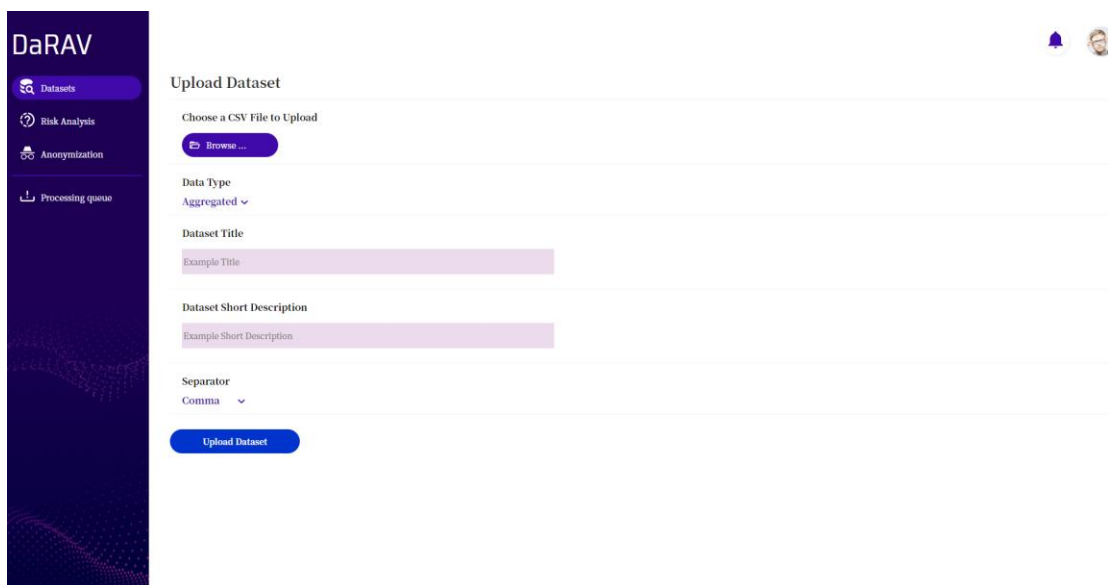 DaRAV
Datasets
Risk Analysis
Anonymization
Processing queue
Upload Dataset
Choose a CSV File to Upload
Browse ...
Data Type
Aggregated
Dataset Title
Example Title
Dataset Short Description
Example Short Description
Separator
Comma
Upload Dataset